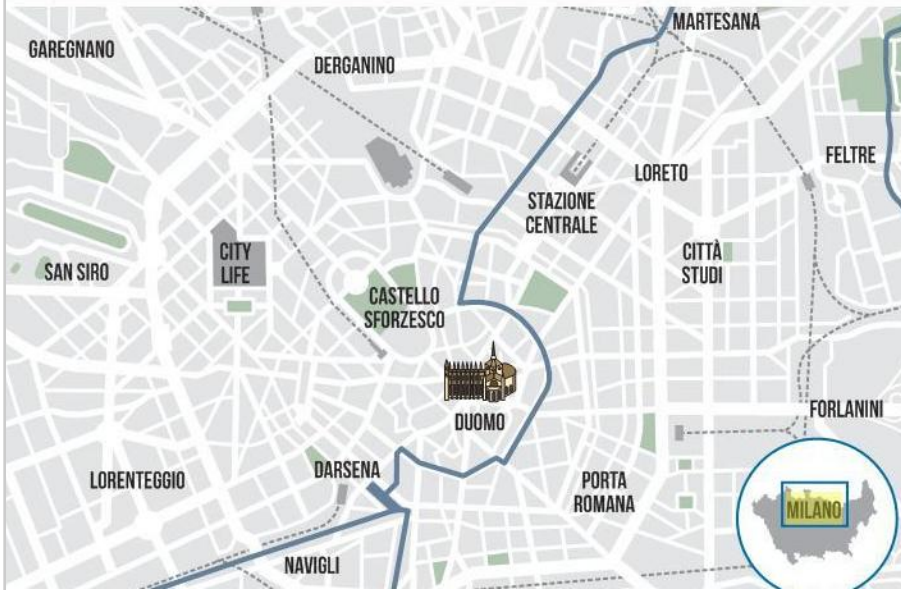 MARTESANA
GAREGNANO
DERGANINO
FELTRE
LORETO
STAZIONE
CENTRALE
CITTÀ
STUDI
CITY
LIFE
SAN SIRO
CASTELLO
SFORZESCO
DUOMO
FORLANINI
DARSENA
LORENTEGGIO
PORTA
ROMANA
MILANO
NAVIGLI